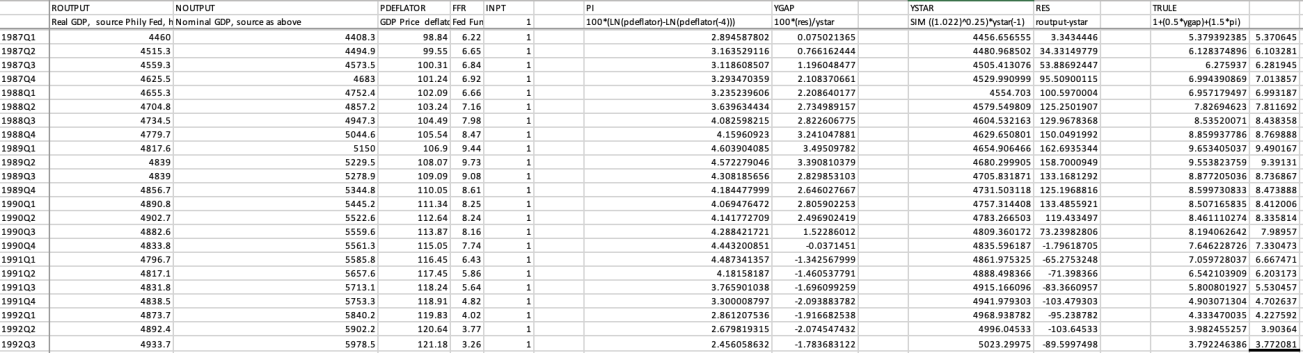 ROUTPUT NOUTPUT PDEFLATOR FFR INPT PI YGAP YSTAR RES TRULE
Real GDP, source Phily Fed, h Nominal GDP, source as above GDP Price deflato Fed Fun 1 100*(LN(pdeflator)-LN(pdeflator(-4))) 100*(res)/ystar SIM ((1.022)^0.25)*ystar(-1) routput-ystar 1+(0.5*ygap)+(1.5*pi)
1987Q1 4460 4408.3 98.84 6.22 1 2.894587802 0.075021365 4456.656555 3.3434446 5.379392385 5.370645
1987Q2 4515.3 4494.9 99.55 6.65 1 3.163529116 0.766162444 4480.968502 34.33149779 6.128374896 6.103281
1987Q3 4559.3 4573.5 100.31 6.84 1 3.118608507 1.196048477 4505.413076 53.88692447 6.275937 6.281945
1987Q4 4625.5 4683 101.24 6.92 1 3.293470359 2.108370661 4529.990999 95.50900115 6.994390869 7.013857
1988Q1 4655.3 4752.4 102.09 6.66 1 3.235239606 2.208640177 4554.703 100.5970004 6.957179497 6.993187
1988Q2 4704.8 4857.2 103.24 7.16 1 3.639634434 2.734989157 4579.549809 125.2501907 7.82694623 7.811692
1988Q3 4734.5 4947.3 104.49 7.98 1 4.082598215 2.822606775 4604.532163 129.9678368 8.53520071 8.438358
1988Q4 4779.7 5044.6 105.54 8.47 1 4.15960923 3.241047881 4629.650801 150.0491992 8.859937786 8.769888
1989Q1 4817.6 5150 106.9 9.44 1 4.603904085 3.49509782 4654.906466 162.6935344 9.653405037 9.490167
1989Q2 4839 5229.5 108.07 9.73 1 4.572279046 3.390810379 4680.299905 158.7000949 9.553823759 9.39131
1989Q3 4839 5278.9 109.09 9.08 1 4.308185656 2.829853103 4705.831871 133.1681292 8.877205036 8.736867
1989Q4 4856.7 5344.8 110.05 8.61 1 4.184477999 2.646027667 4731.503118 125.1968816 8.599730833 8.473888
1990Q1 4890.8 5445.2 111.34 8.25 1 4.069476472 2.805902253 4757.314408 133.4855921 8.507165835 8.412006
1990Q2 4902.7 5522.6 112.64 8.24 1 4.141772709 2.496902419 4783.266503 119.433497 8.461110274 8.335814
1990Q3 4882.6 5559.6 113.87 8.16 1 4.288421721 1.52286012 4809.360172 73.23982806 8.194062642 7.98957
1990Q4 4833.8 5561.3 115.05 7.74 1 4.443200851 -0.0371451 4835.596187 -1.79618705 7.646228726 7.330473
1991Q1 4796.7 5585.8 116.45 6.43 1 4.487341357 -1.342567999 4861.975325 -65.2753248 7.059728037 6.667471
1991Q2 4817.1 5657.6 117.45 5.86 1 4.18158187 -1.460537791 4888.498366 -71.398366 6.542103909 6.203173
1991Q3 4831.8 5713.1 118.24 5.64 1 3.765901038 -1.696099259 4915.166096 -83.3660957 5.800801927 5.530457
1991Q4 4838.5 5753.3 118.91 4.82 1 3.300008797 -2.093883782 4941.979303 -103.479303 4.903071304 4.702637
1992Q1 4873.7 5840.2 119.83 4.02 1 2.861207536 -1.916682538 4968.938782 -95.238782 4.333470035 4.227592
1992Q2 4892.4 5902.2 120.64 3.77 1 2.679819315 -2.074547432 4996.04533 -103.64533 3.982455257 3.90364
1992Q3 4933.7 5978.5 121.18 3.26 1 2.456058632 -1.783683122 5023.29975 -89.5997498 3.792246386 3.772081